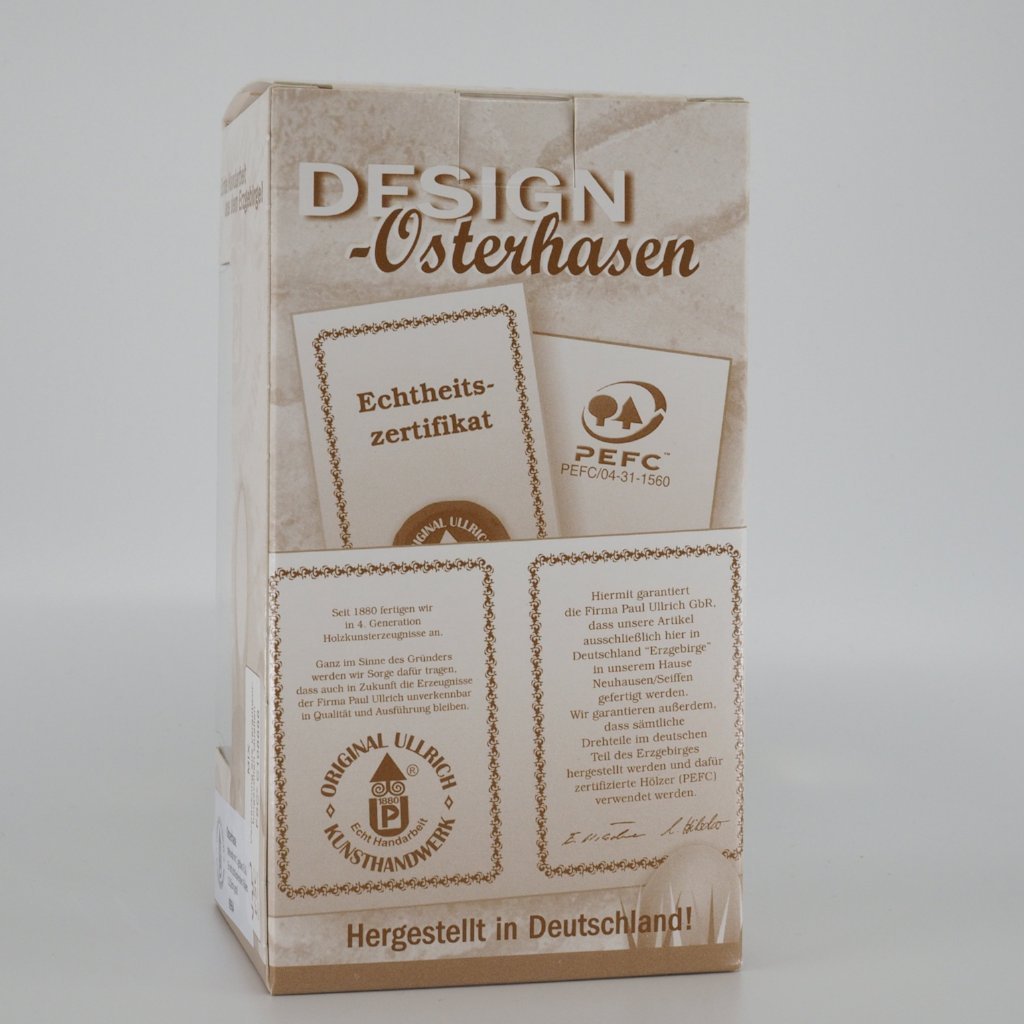 DESIGN
-Osterhasen
Echtheits-
zertifikat
PEFC™
PEFC/04-31-1560
ORIGINAL ULLRICH
Seit 1880 fertigen wir
in 4. Generation
Holzkunsterzeugnisse an.
Ganz im Sinne des Gründers
werden wir Sorge dafür tragen,
dass auch in Zukunft die Erzeugnisse
der Firma Paul Ullrich unverkennbar
in Qualität und Ausführung bleiben.
ORIGINAL ULLRICH
®
1880
UP
Echt Handarbeit
KUNSTHANDWERK
Hiermit garantiert
die Firma Paul Ullrich GbR,
dass unsere Artikel
ausschließlich hier in
Deutschland "Erzgebirge"
in unserem Hause
Neuhausen/Seiffen
gefertigt werden.
Wir garantieren außerdem,
dass sämtliche
Drehteile im deutschen
Teil des Erzgebirges
hergestellt werden und dafür
zertifizierte Hölzer (PEFC)
verwendet werden.
Hergestellt in Deutschland!